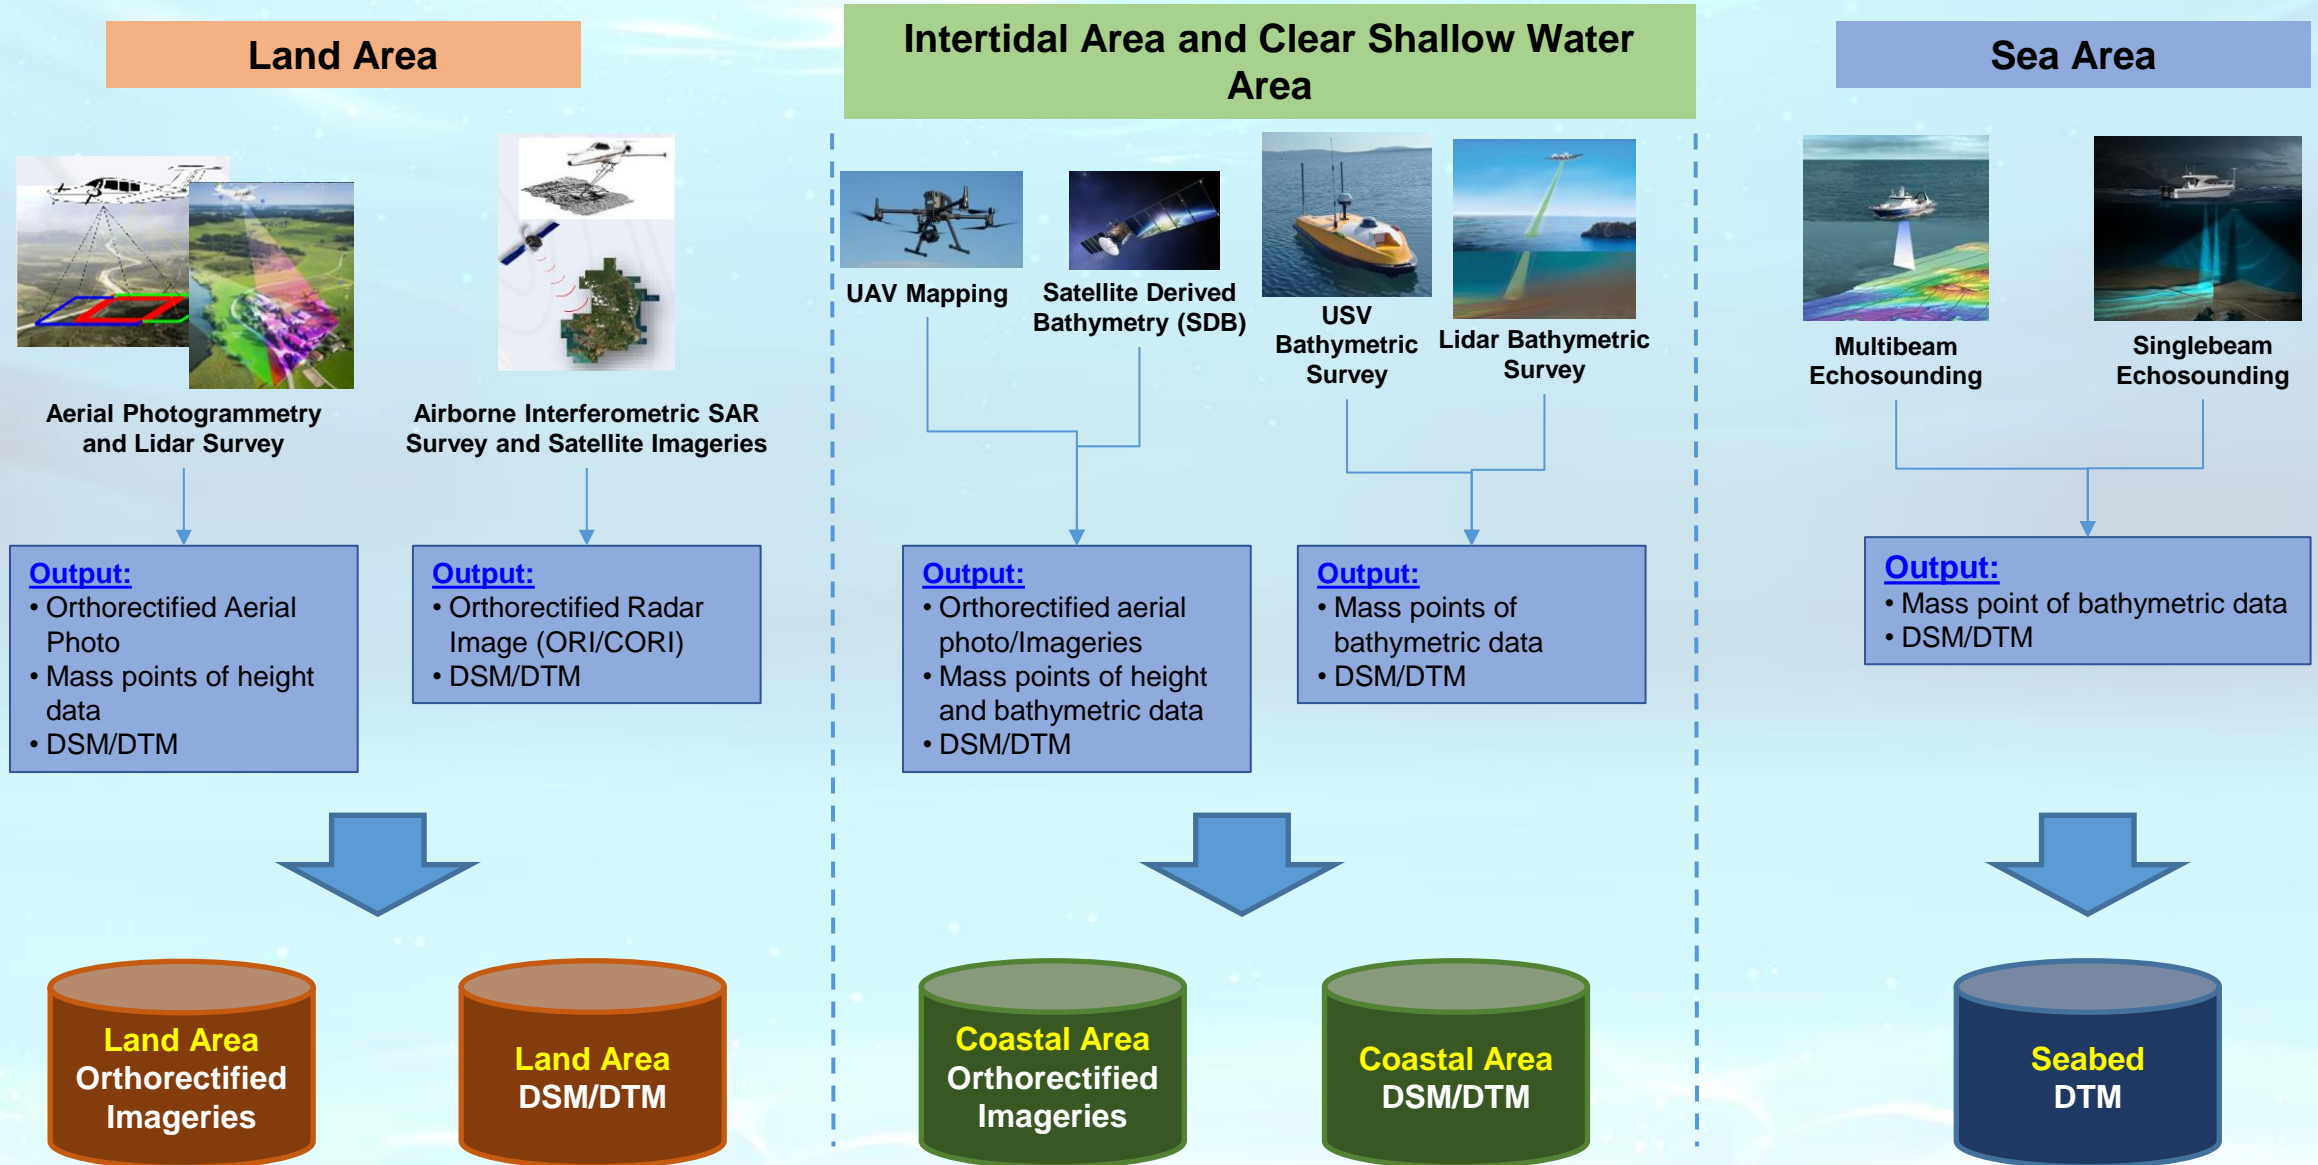 Land Area
Intertidal Area and Clear Shallow Water
Area
Sea Area
Aerial Photogrammetry
and Lidar Survey
Airborne Interferometric SAR
Survey and Satellite Imageries
UAV Mapping
Satellite Derived
Bathymetry (SDB)
USV
Bathymetric
Survey
Lidar Bathymetric
Survey
Multibeam
Echosounding
Singlebeam
Echosounding
Output:
• Orthorectified Aerial
Photo
• Mass points of height
data
• DSM/DTM
Output:
• Orthorectified Radar
Image (ORI/CORI)
• DSM/DTM
Output:
• Orthorectified aerial
photo/Imageries
• Mass points of height
and bathymetric data
• DSM/DTM
Output:
• Mass points of
bathymetric data
• DSM/DTM
Output:
• Mass point of bathymetric data
• DSM/DTM
Land Area
Orthorectified
Imageries
Land Area
DSM/DTM
Coastal Area
Orthorectified
Imageries
Coastal Area
DSM/DTM
Seabed
DTM